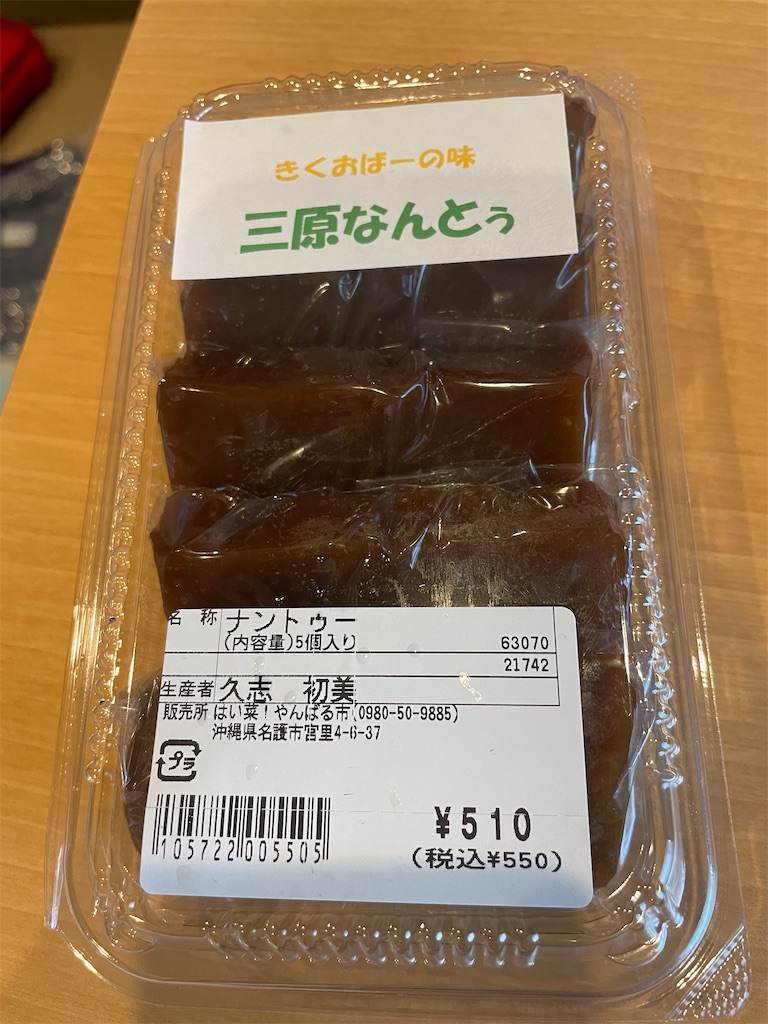 きくおばーの味
三原なんとぅ
名称 ナントゥー
(内容量)5個入り 63070
21742
生産者 久志 初美
販売所 はい菜!やんばる市(0980-50-9885)
沖縄県名護市宮里4-6-37
プラ
¥510
(税込¥550)
105722 005505